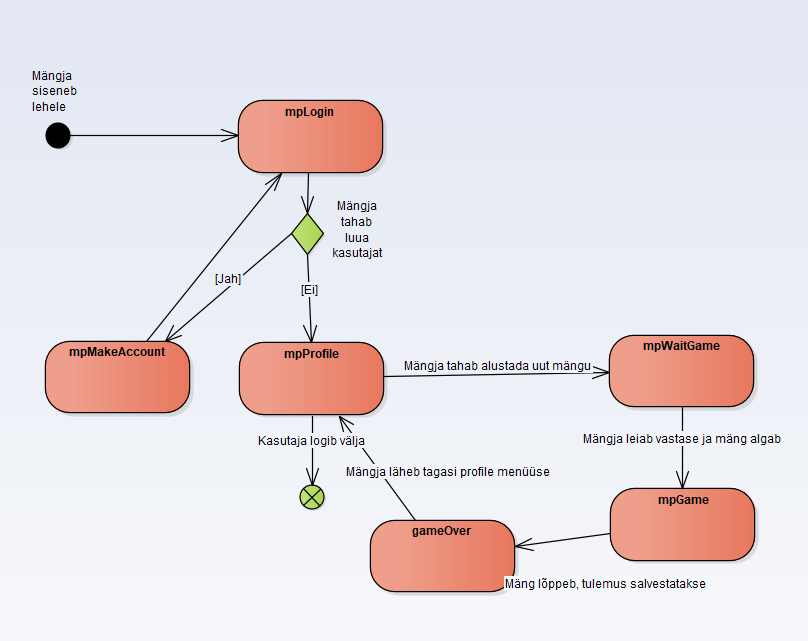 Mängja
siseneb
lehele
mpLogin
Mängja
tahab
luua
kasutajat
[Jah]
[Ei]
mpMakeAccount
mpProfile
Mängja tahab alustada uut mängu
mpWaitGame
Kasutaja logib välja
Mängja leiab vastase ja mäng algab
Mängja läheb tagasi profile menüüse
mpGame
gameOver
Mäng lõppeb, tulemus salvestatakse